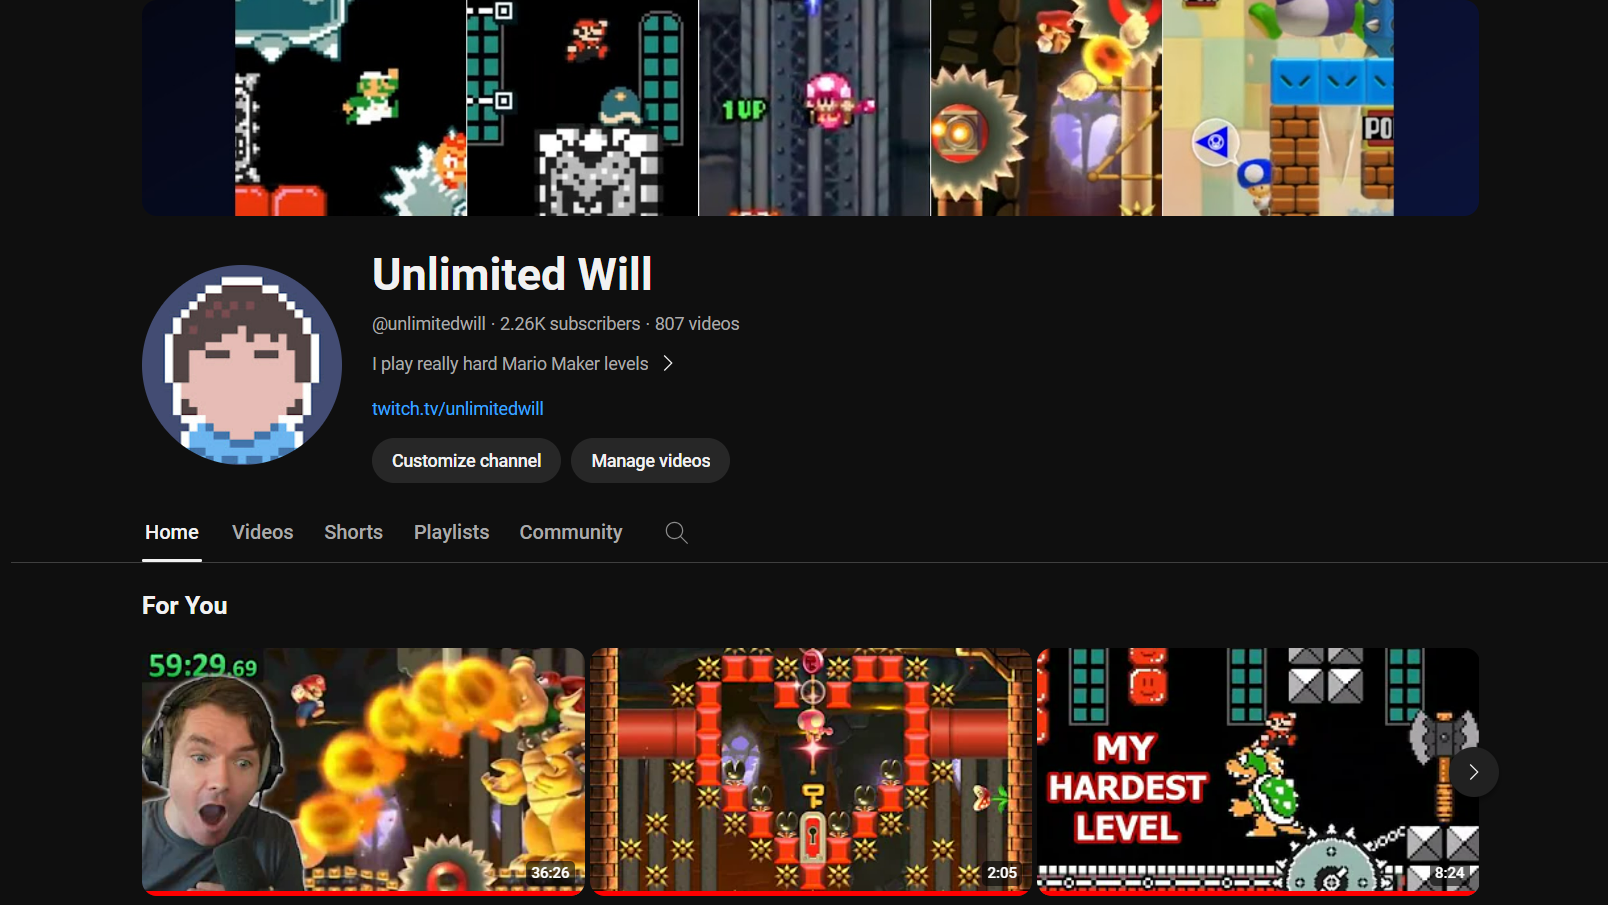 1UP
PO
Unlimited Will
@unlimitedwill · 2.26K subscribers · 807 videos
I play really hard Mario Maker levels
twitch.tv/unlimitedwill
Customize channel
Manage videos
Home
Videos
Shorts
Playlists
Community
For You
59:29.69
36:26
2:05
MY
HARDEST
LEVEL
8:24